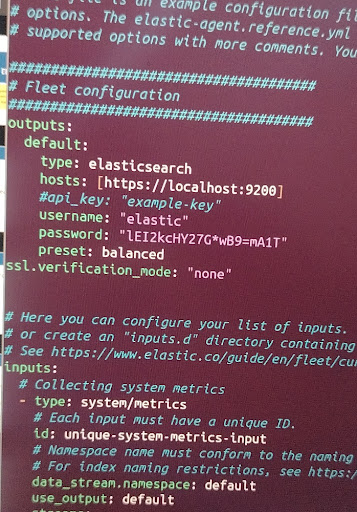 is an example configuration fi
# options. The elastic-agent.reference.yml
# supported options with more comments. You
######################################
# Fleet configuration
######################################
outputs:
  default:
    type: elasticsearch
    hosts: [https://localhost:9200]
    #api_key: "example-key"
    username: "elastic"
    password: "lEI2kcHY27G*wB9=mA1T"
    preset: balanced
ssl.verification_mode: "none"
# Here you can configure your list of inputs.
# or create an "inputs.d" directory containing
# See https://www.elastic.co/guide/en/fleet/cu
inputs:
  # Collecting system metrics
  - type: system/metrics
    # Each input must have a unique ID.
    id: unique-system-metrics-input
    # Namespace name must conform to the naming
    # For index naming restrictions, see https:/
    data_stream.namespace: default
    use_output: default